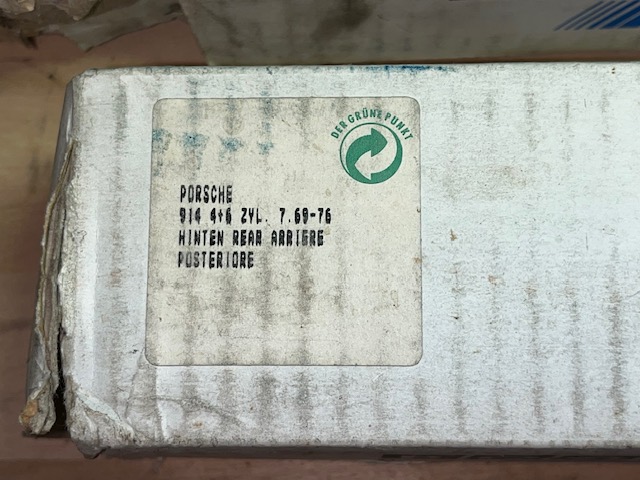 DER GRÜNE PUNKT
PORSCHE
914 4+6 ZYL. 7.69-76
HINTEN REAR ARRIERE
POSTERIORE